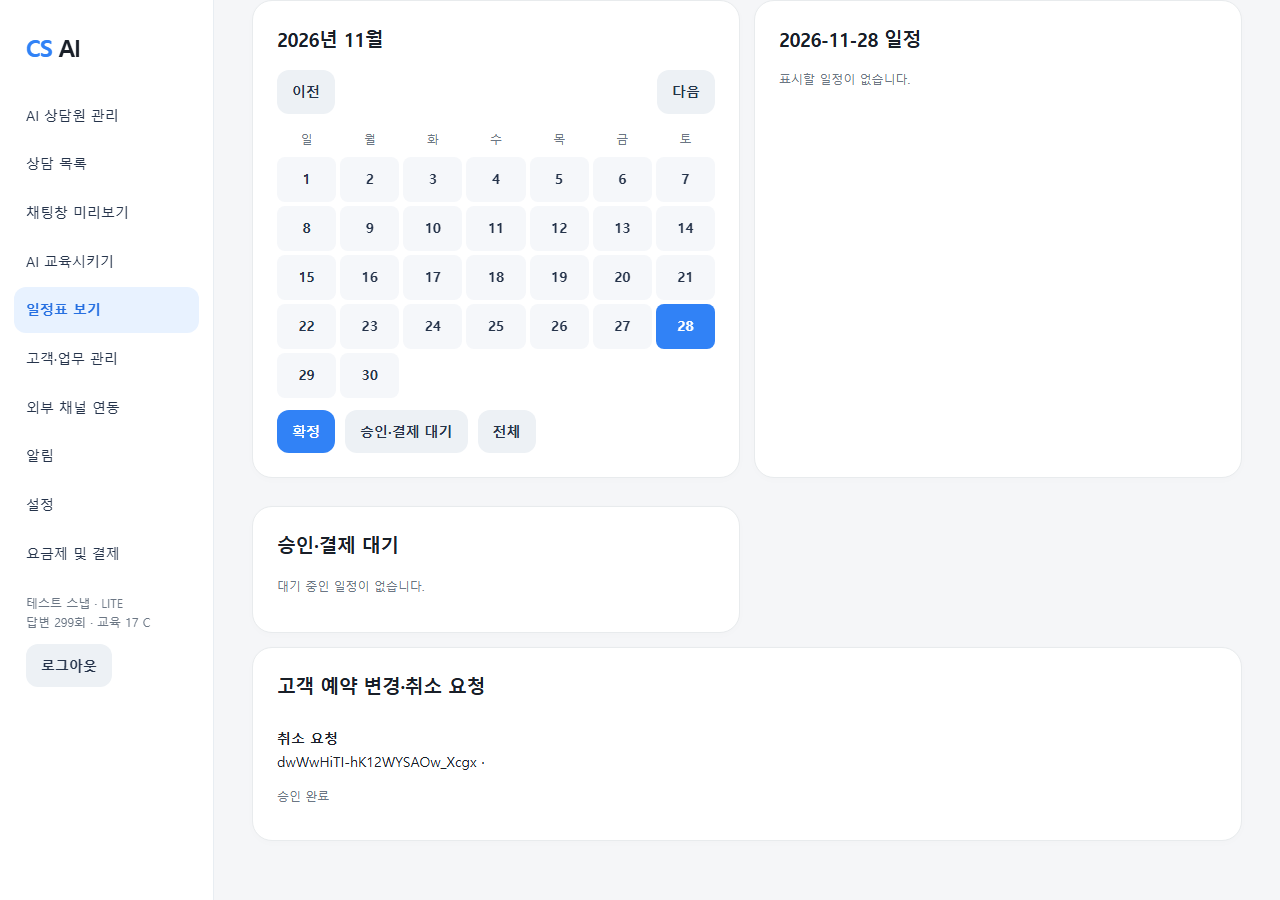 CS AI
AI 상담원 관리
상담 목록
채팅창 미리보기
AI 교육시키기
일정표 보기
고객·업무 관리
외부 채널 연동
알림
설정
요금제 및 결제
테스트 스냅 · LITE
답변 299회 · 교육 17 C
로그아웃
2026년 11월
이전 다음
일 월 화 수 목 금 토
1 2 3 4 5 6 7
8 9 10 11 12 13 14
15 16 17 18 19 20 21
22 23 24 25 26 27 28
29 30
확정 승인·결제 대기 전체
2026-11-28 일정
표시할 일정이 없습니다.
승인·결제 대기
대기 중인 일정이 없습니다.
고객 예약 변경·취소 요청
취소 요청
dWwHiTI-hK12WYSAOw_Xcgx ·
승인 완료